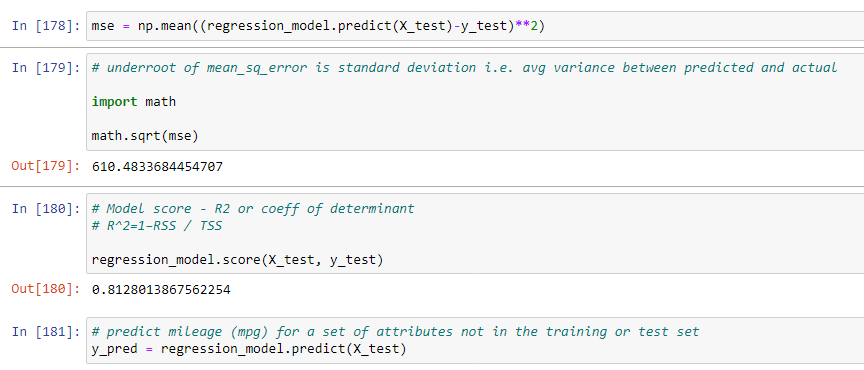 In [178]: mse = np.mean((regression_model.predict(X_test)-y_test)**2)
In [179]: # underroot of mean_sq_error is standard deviation i.e. avg variance between predicted and actual
import math
math.sqrt(mse)
Out[179]: 610.4833684454707
In [180]: # Model score - R2 or coeff of determinant
# R^2=1–RSS / TSS
regression_model.score(X_test, y_test)
Out[180]: 0.8128013867562254
In [181]: # predict mileage (mpg) for a set of attributes not in the training or test set
y_pred = regression_model.predict(X_test)